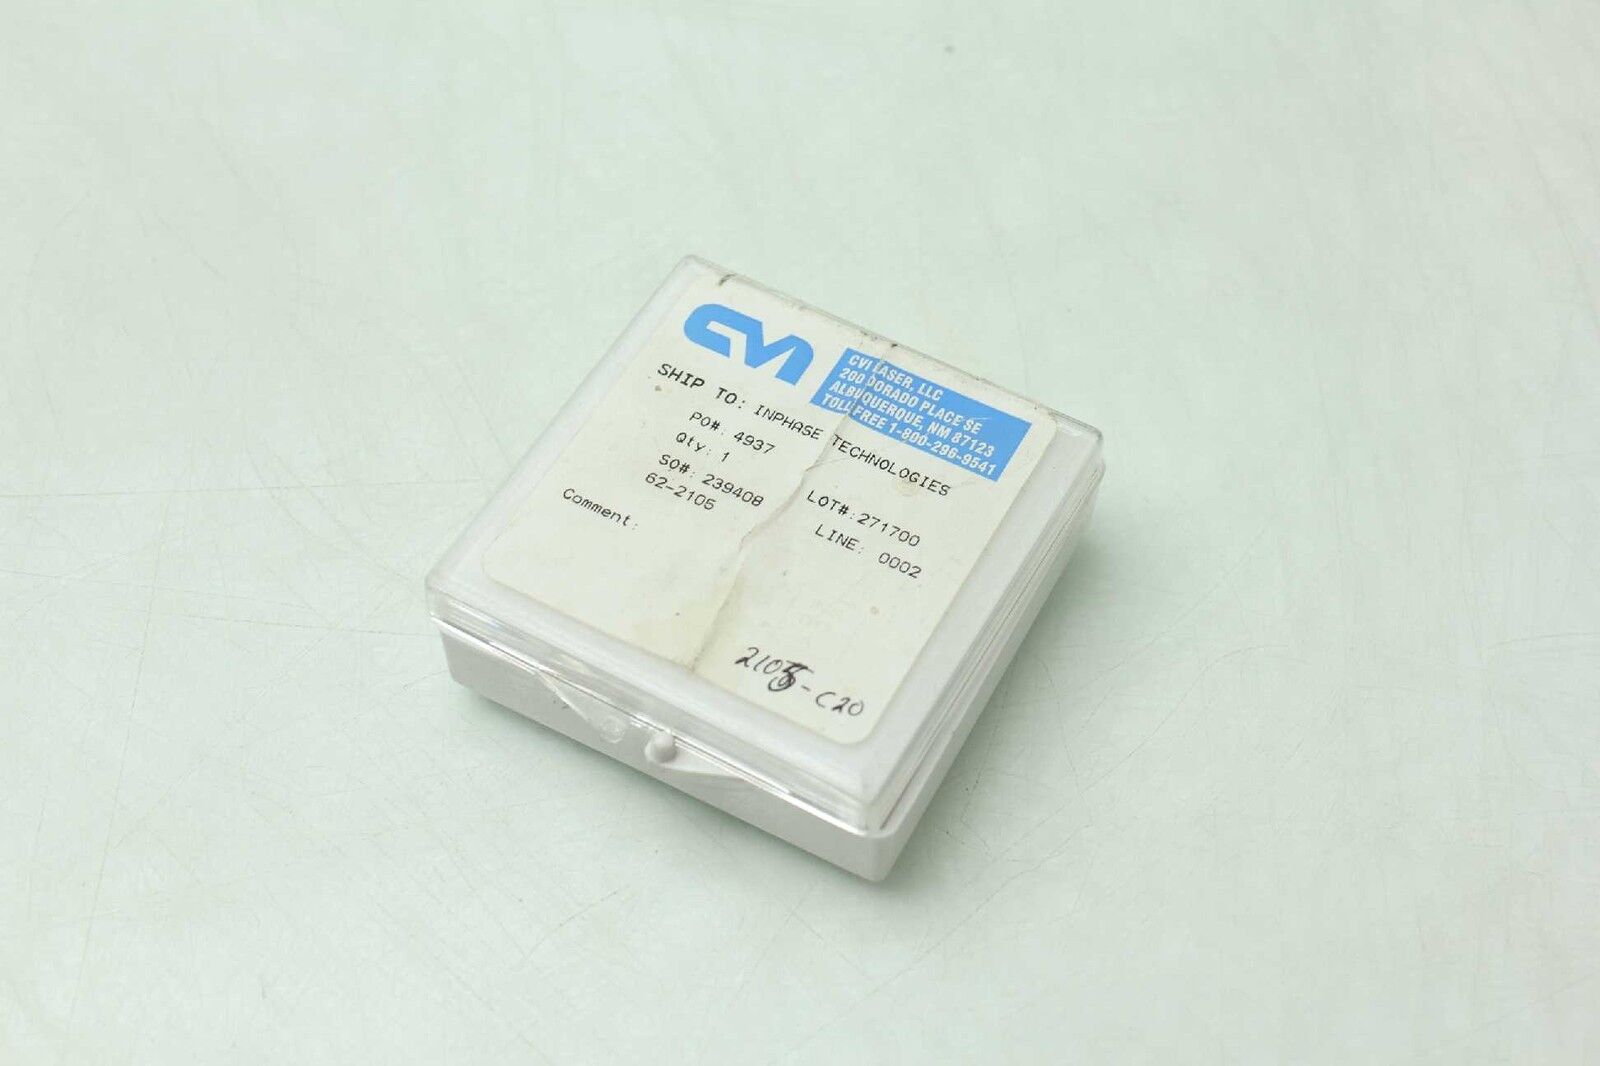 CVI
CVI LASER, LLC
200 DORADO PLACE SE
ALBUQUERQUE, NM 87123
TOLL FREE 1-800-296-9541
SHIP TO: INPHASE TECHNOLOGIES
PO#: 4937
Qty: 1
LOT#: 271700
SO#: 239408
LINE: 0002
62-2105
Comment:
2105-C20